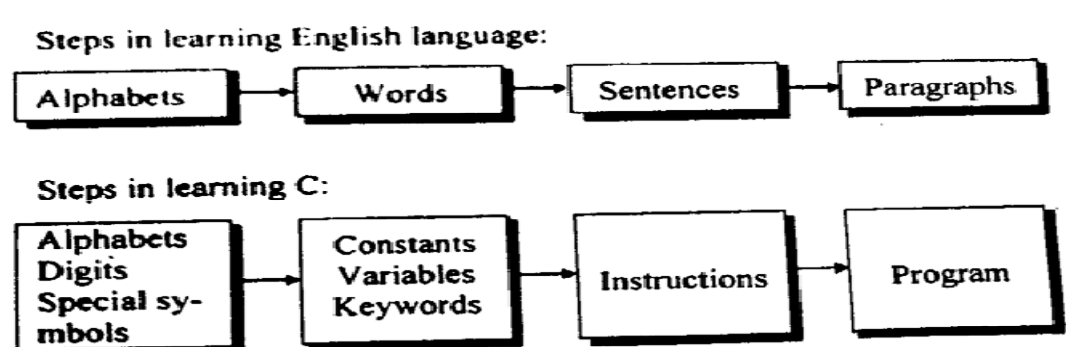 Steps in learning English language:
Alphabets
Words
Sentences
Paragraphs
Steps in learning C:
Alphabets
Digits
Special sy-
mbols
Constants
Variables
Keywords
Instructions
Program